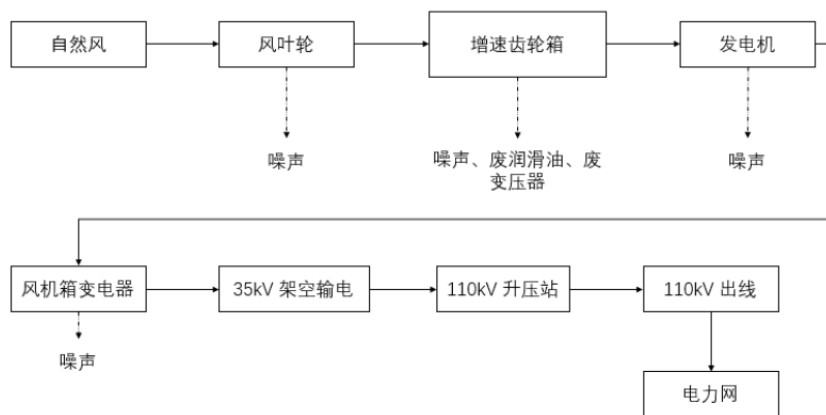 自然风
风叶轮
增速齿轮箱
发电机
噪声
噪声、废润滑油、废
变压器
噪声
风机箱变电器
35kV 架空输电
110kV 升压站
110kV 出线
噪声
电力网